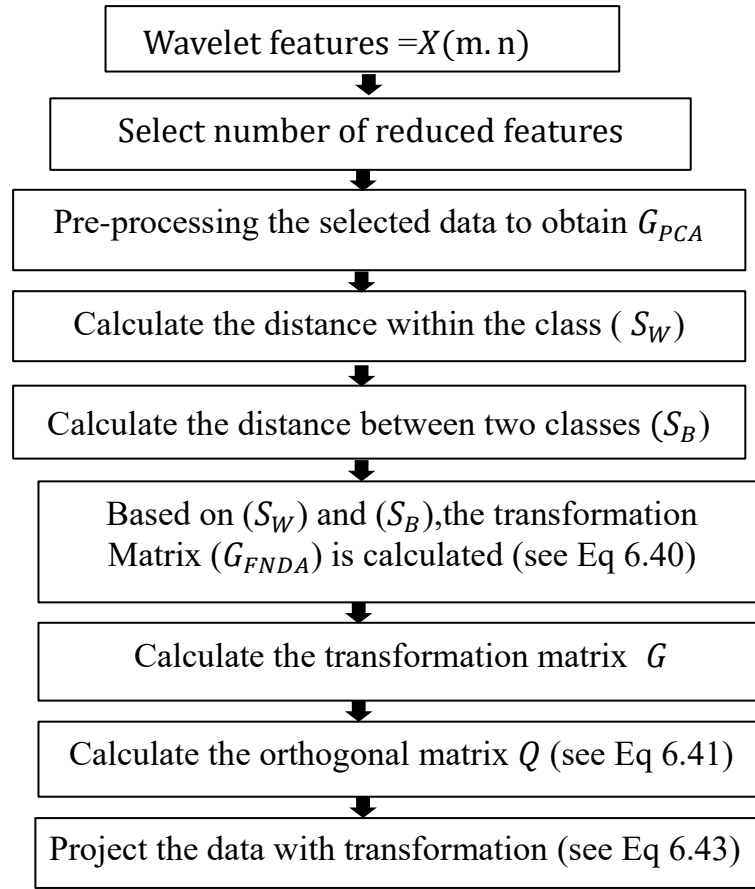 Wavelet features =X(m. n)
Select number of reduced features
Pre-processing the selected data to obtain G_PCA
Calculate the distance within the class ( S_W)
Calculate the distance between two classes (S_B)
Based on (S_W) and (S_B),the transformation
Matrix (G_FNDA) is calculated (see Eq 6.40)
Calculate the transformation matrix G
Calculate the orthogonal matrix Q (see Eq 6.41)
Project the data with transformation (see Eq 6.43)